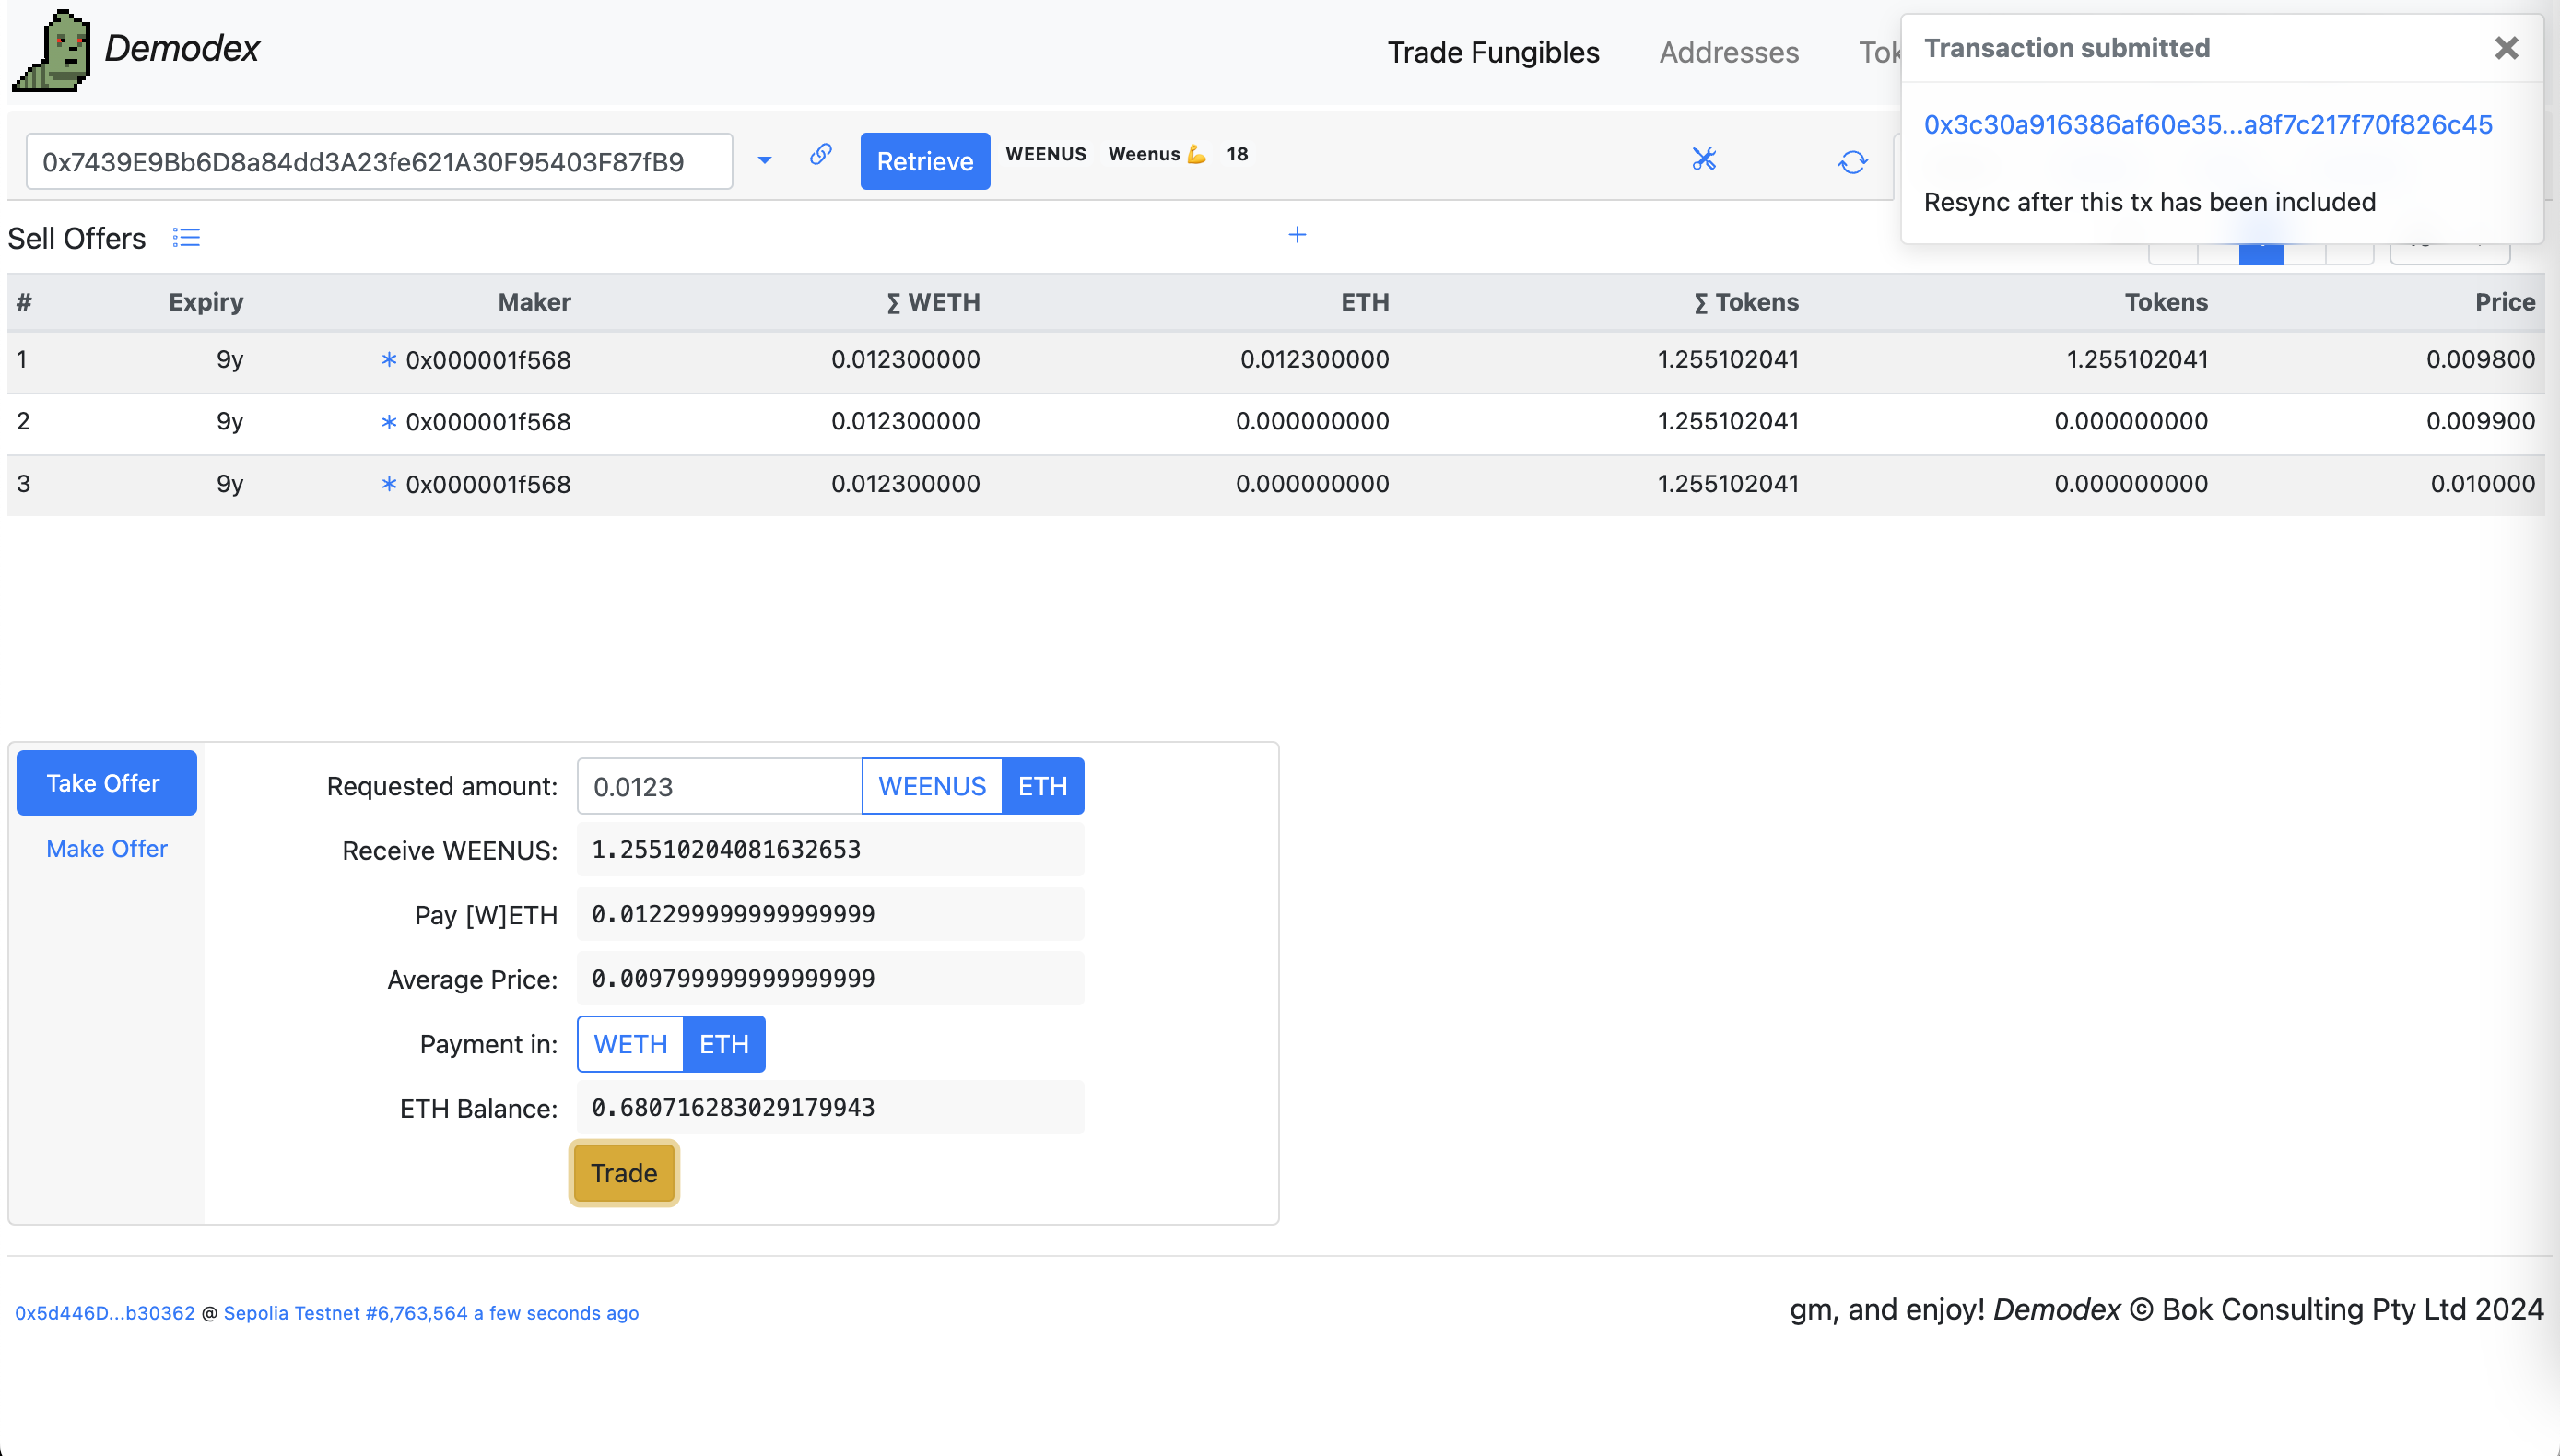 Demodex
Trade Fungibles Addresses
Transaction submitted
0x3c30a916386af60e35...a8f7c217f70f826c45
Resync after this tx has been included
0x7439E9Bb6D8a84dd3A23fe621A30F95403F87fB9 Retrieve WEENUS Weenus 💪 18
Sell Offers
# Expiry Maker ∑ WETH ETH ∑ Tokens Tokens Price
1 9y * 0x000001f568 0.012300000 0.012300000 1.255102041 1.255102041 0.009800
2 9y * 0x000001f568 0.012300000 0.000000000 1.255102041 0.000000000 0.009900
3 9y * 0x000001f568 0.012300000 0.000000000 1.255102041 0.000000000 0.010000
Take Offer
Make Offer
Requested amount: 0.0123 WEENUS ETH
Receive WEENUS: 1.25510204081632653
Pay [W]ETH 0.012299999999999999
Average Price: 0.009799999999999999
Payment in: WETH ETH
ETH Balance: 0.680716283029179943
Trade
0x5d446D...b30362 @ Sepolia Testnet #6,763,564 a few seconds ago
gm, and enjoy! Demodex © Bok Consulting Pty Ltd 2024